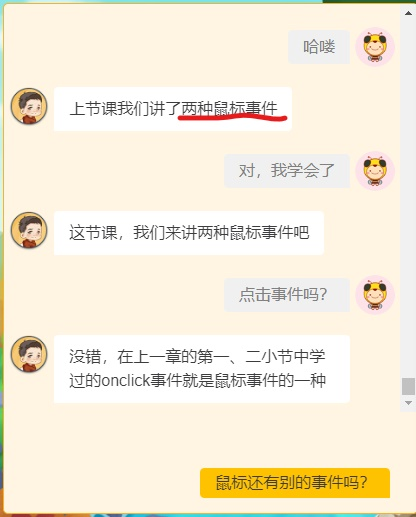 哈喽
上节课我们讲了两种鼠标事件
对，我学会了
这节课，我们来讲两种鼠标事件吧
点击事件吗？
没错，在上一章的第一、二小节中学
过的onclick事件就是鼠标事件的一种
鼠标还有别的事件吗？